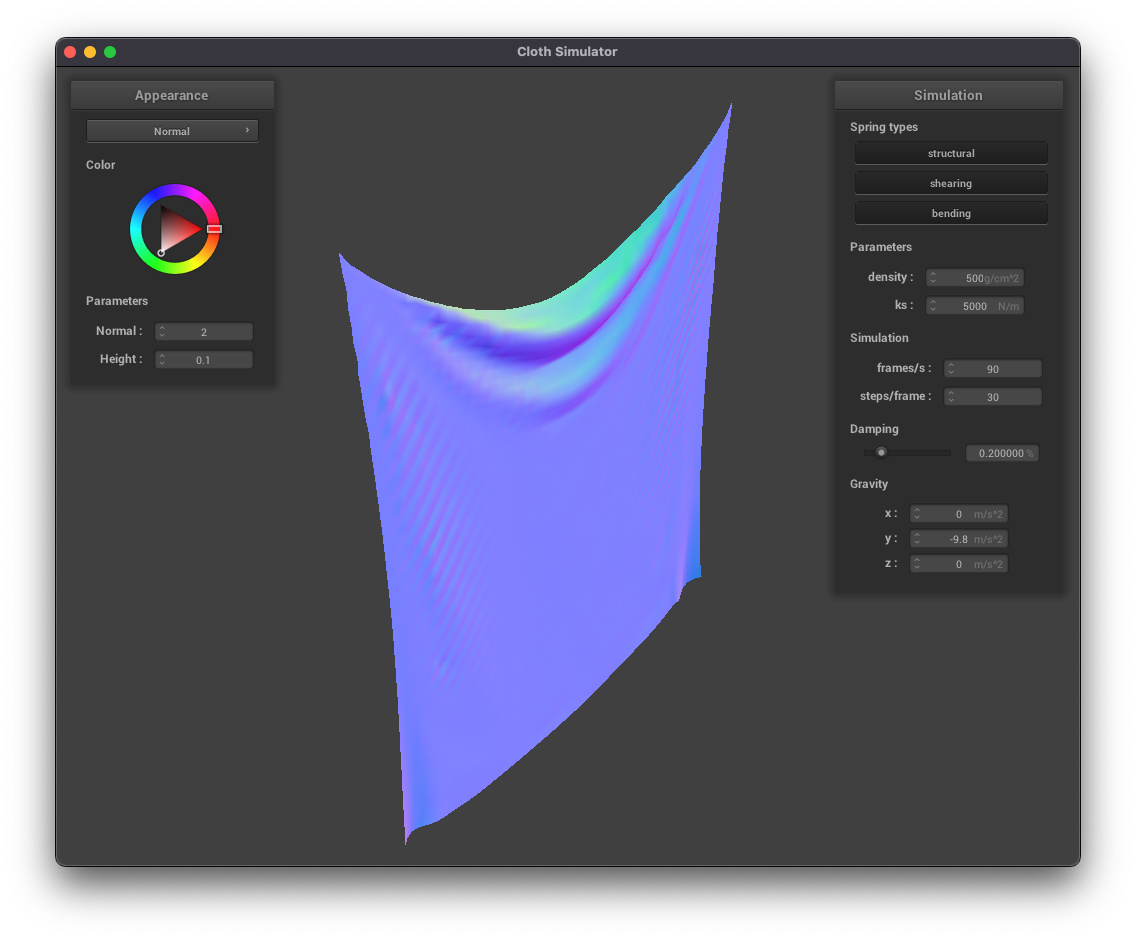 Cloth Simulator
Appearance
Normal
Color
Parameters
Normal : 2
Height : 0.1
Simulation
Spring types
structural
shearing
bending
Parameters
density : 500g/cm^2
ks : 5000 N/m
Simulation
frames/s : 90
steps/frame : 30
Damping
0.200000 %
Gravity
x : 0 m/s^2
y : -9.8 m/s^2
z : 0 m/s^2